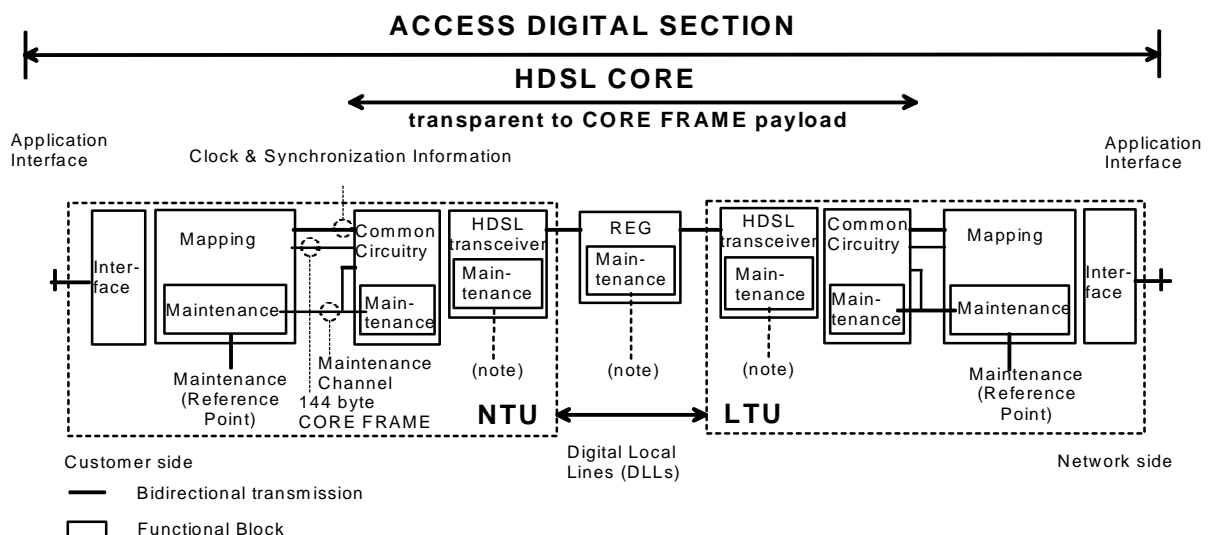 ACCESS DIGITAL SECTION
HDSL CORE
transparent to CORE FRAME payload
Application
Interface
Application
Interface
Clock & Synchronization Information
Inter-
face
Mapping
Maintenance
Common
Circuitry
Main-
tenance
HDSL
transceiver
Main-
tenance
REG
Main-
tenance
HDSL
transceiver
Main-
tenance
Common
Circuitry
Main-
tenance
Mapping
Maintenance
Inter-
face
Maintenance
(Reference
Point)
Maintenance
Channel
144 byte
CORE FRAME
(note)
(note)
(note)
Maintenance
(Reference
Point)
NTU
LTU
Digital Local
Lines (DLLs)
Customer side
Network side
Bidirectional transmission
Functional Block